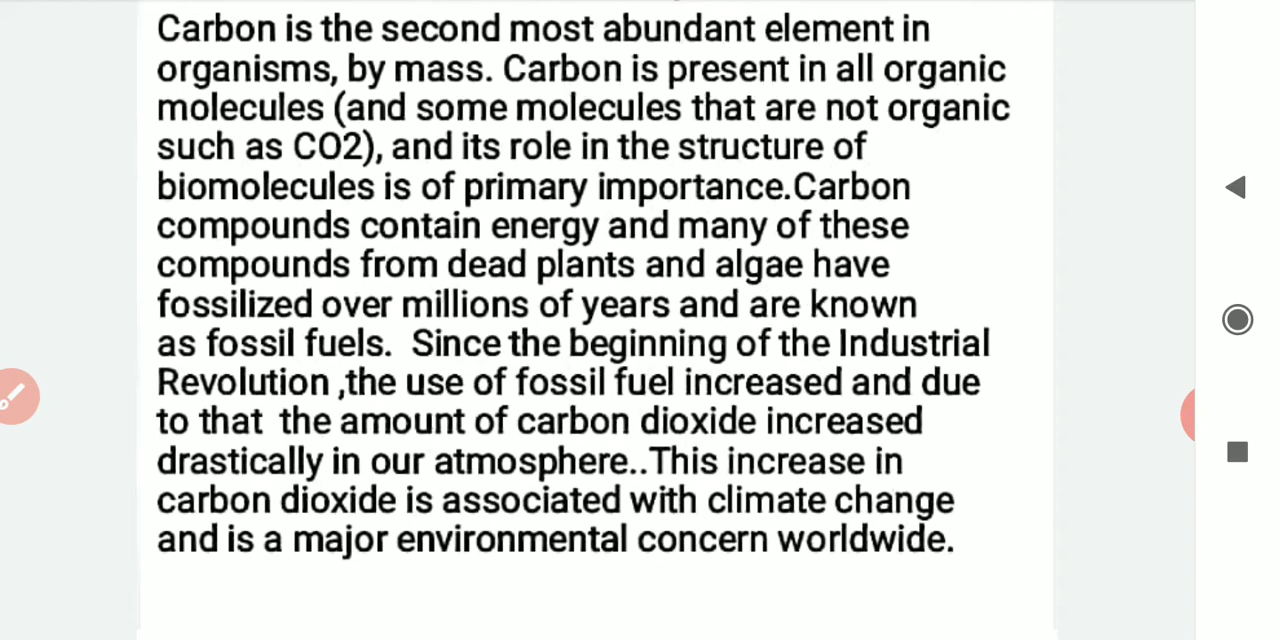 Carbon is the second most abundant element in
organisms, by mass. Carbon is present in all organic
molecules (and some molecules that are not organic
such as CO2), and its role in the structure of
biomolecules is of primary importance.Carbon
compounds contain energy and many of these
compounds from dead plants and algae have
fossilized over millions of years and are known
as fossil fuels.  Since the beginning of the Industrial
Revolution ,the use of fossil fuel increased and due
to that  the amount of carbon dioxide increased
drastically in our atmosphere..This increase in
carbon dioxide is associated with climate change
and is a major environmental concern worldwide.